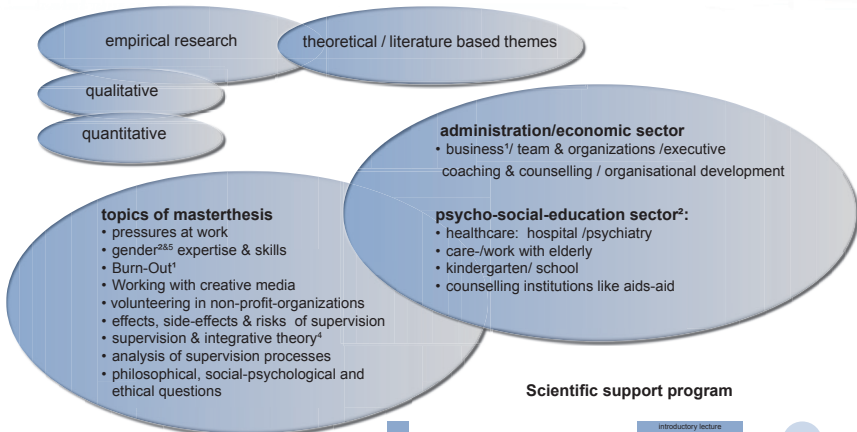 empirical research
theoretical / literature based themes
qualitative
quantitative
administration/economic sector
• business¹/ team & organizations /executive
coaching & counselling / organisational development
psycho-social-education sector²:
• healthcare: hospital /psychiatry
• care-/work with elderly
• kindergarten/ school
• counselling institutions like aids-aid
topics of masterthesis
• pressures at work
• gender²&⁵ expertise & skills
• Burn-Out¹
• Working with creative media
• volunteering in non-profit-organizations
• effects, side-effects & risks of supervision
• supervision & integrative theory⁴
• analysis of supervision processes
• philosophical, social-psychological and
ethical questions
Scientific support program
introductory lecture